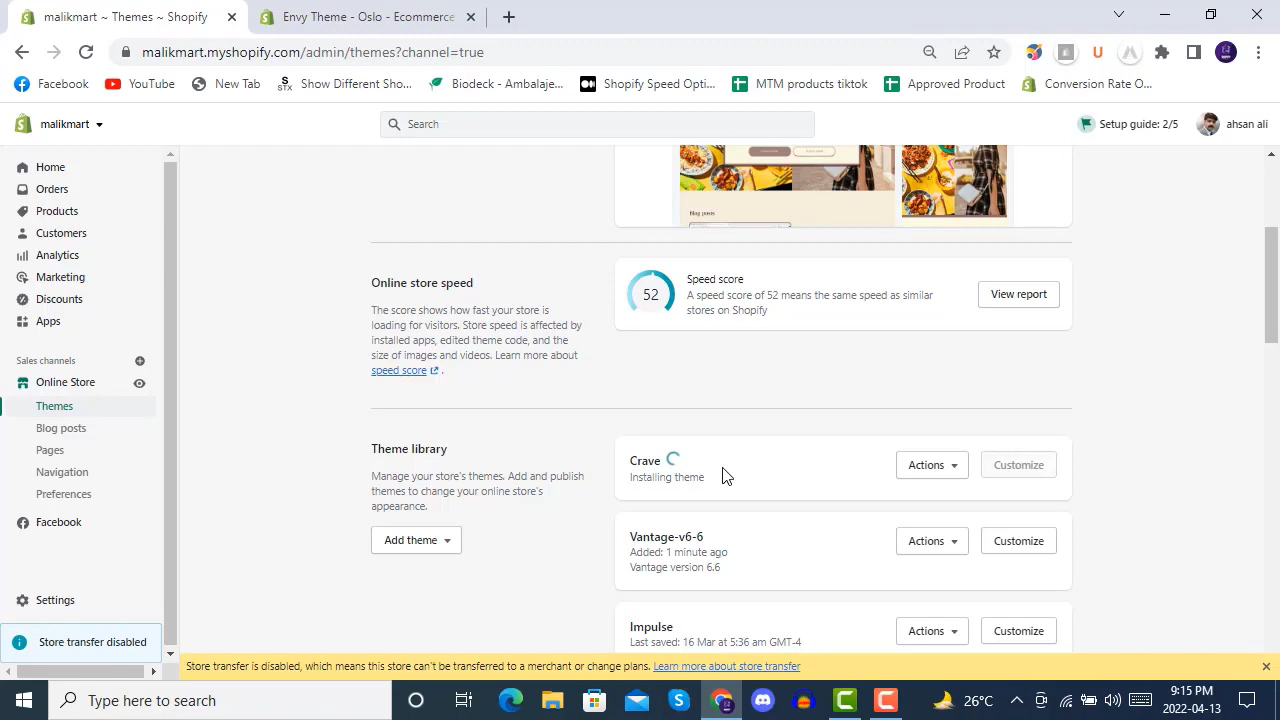 malikmart ~ Themes ~ Shopify
Envy Theme - Oslo - Ecommerce
malikmart.myshopify.com/admin/themes?channel=true
Facebook
YouTube
New Tab
STX
Show Different Sho...
Biodeck - Ambalaje...
Shopify Speed Opti...
MTM products tiktok
Approved Product
Conversion Rate O...
malikmart
Search
Setup guide: 2/5
ahsan ali
Home
Orders
Products
Customers
Analytics
Marketing
Discounts
Apps
Sales channels
Online Store
Themes
Blog posts
Pages
Navigation
Preferences
Facebook
Settings
Store transfer disabled
Blog posts
Online store speed
The score shows how fast your store is
loading for visitors. Store speed is affected by
installed apps, edited theme code, and the
size of images and videos. Learn more about
speed score .
52
Speed score
A speed score of 52 means the same speed as similar
stores on Shopify
View report
Theme library
Manage your store's themes. Add and publish
themes to change your online store's
appearance.
Add theme
Crave
Installing theme
Actions
Customize
Vantage-v6-6
Added: 1 minute ago
Vantage version 6.6
Actions
Customize
Impulse
Last saved: 16 Mar at 5:36 am GMT-4
Actions
Customize
Store transfer is disabled, which means this store can't be transferred to a merchant or change plans. Learn more about store transfer
Type here to search
26°C
9:15 PM
2022-04-13